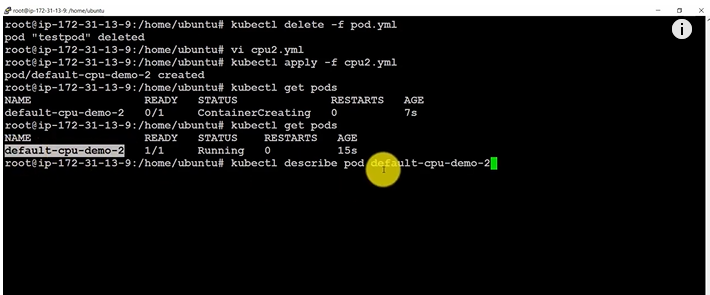 root@ip-172-31-13-9: /home/ubuntu
root@ip-172-31-13-9:/home/ubuntu# kubectl delete -f pod.yml
pod "testpod" deleted
root@ip-172-31-13-9:/home/ubuntu# vi cpu2.yml
root@ip-172-31-13-9:/home/ubuntu# kubectl apply -f cpu2.yml
pod/default-cpu-demo-2 created
root@ip-172-31-13-9:/home/ubuntu# kubectl get pods
NAME READY STATUS RESTARTS AGE
default-cpu-demo-2 0/1 ContainerCreating 0 7s
root@ip-172-31-13-9:/home/ubuntu# kubectl get pods
NAME READY STATUS RESTARTS AGE
default-cpu-demo-2 1/1 Running 0 15s
root@ip-172-31-13-9:/home/ubuntu# kubectl describe pod default-cpu-demo-2